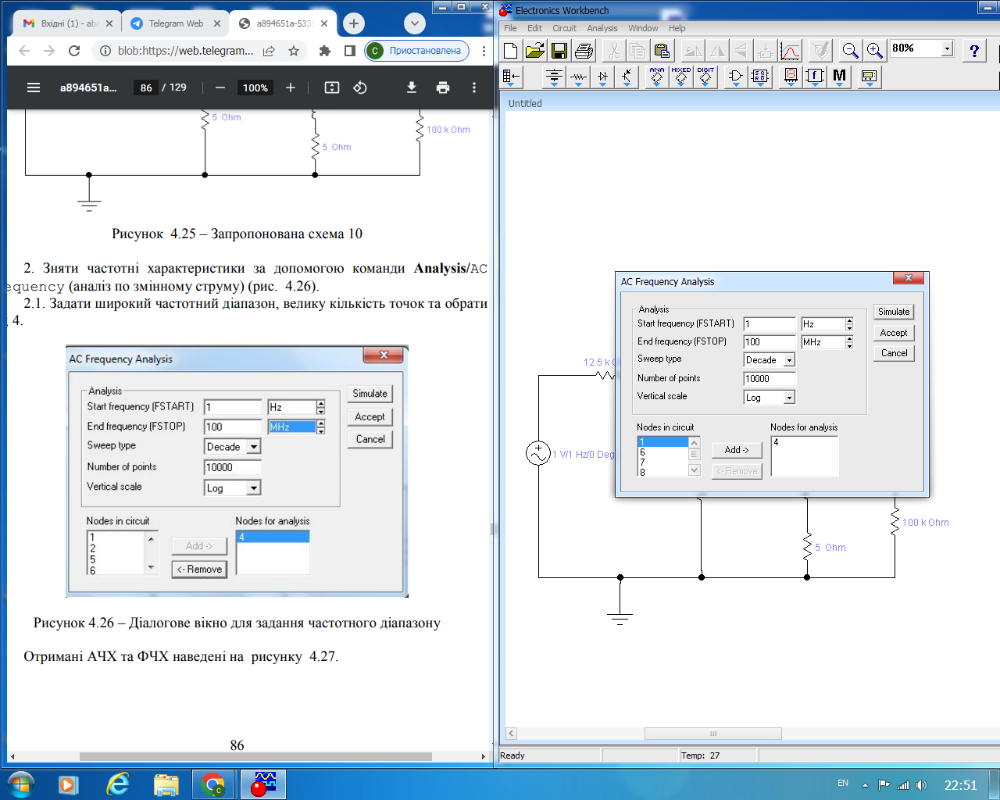 Electronics Workbench
Вхідні (1) - aba
Telegram Web
a894651a-5335
File Edit Circuit Analysis Window Help
blob:https://web.telegram...
C Приостановлена
80%
a894651a... 86 / 129 100%
ANA MIXED DIGIT
M
Untitled
5 Ohm
100 k Ohm
5 Ohm
Рисунок 4.25 – Запропонована схема 10
2. Зняти частотні характеристики за допомогою команди Analysis/AC
equency (аналіз по змінному струму) (рис. 4.26).
2.1. Задати широкий частотний діапазон, велику кількість точок та обрати
4.
AC Frequency Analysis
Analysis
Start frequency (FSTART) 1 Hz
End frequency (FSTOP) 100 MHz
Sweep type Decade
Number of points 10000
Vertical scale Log
Simulate
Accept
Cancel
Nodes in circuit
1
2
5
6
Add ->
<- Remove
Nodes for analysis
4
Рисунок 4.26 – Діалогове вікно для задання частотного діапазону
Отримані АЧХ та ФЧХ наведені на рисунку 4.27.
86
AC Frequency Analysis
Analysis
Start frequency (FSTART) 1 Hz
End frequency (FSTOP) 100 MHz
Sweep type Decade
Number of points 10000
Vertical scale Log
Simulate
Accept
Cancel
Nodes in circuit
1
6
7
8
Add ->
<- Remove
Nodes for analysis
4
12.5 k
1 V/1 Hz/0 Deg
100 k Ohm
5 Ohm
Ready
Temp: 27
EN
22:51